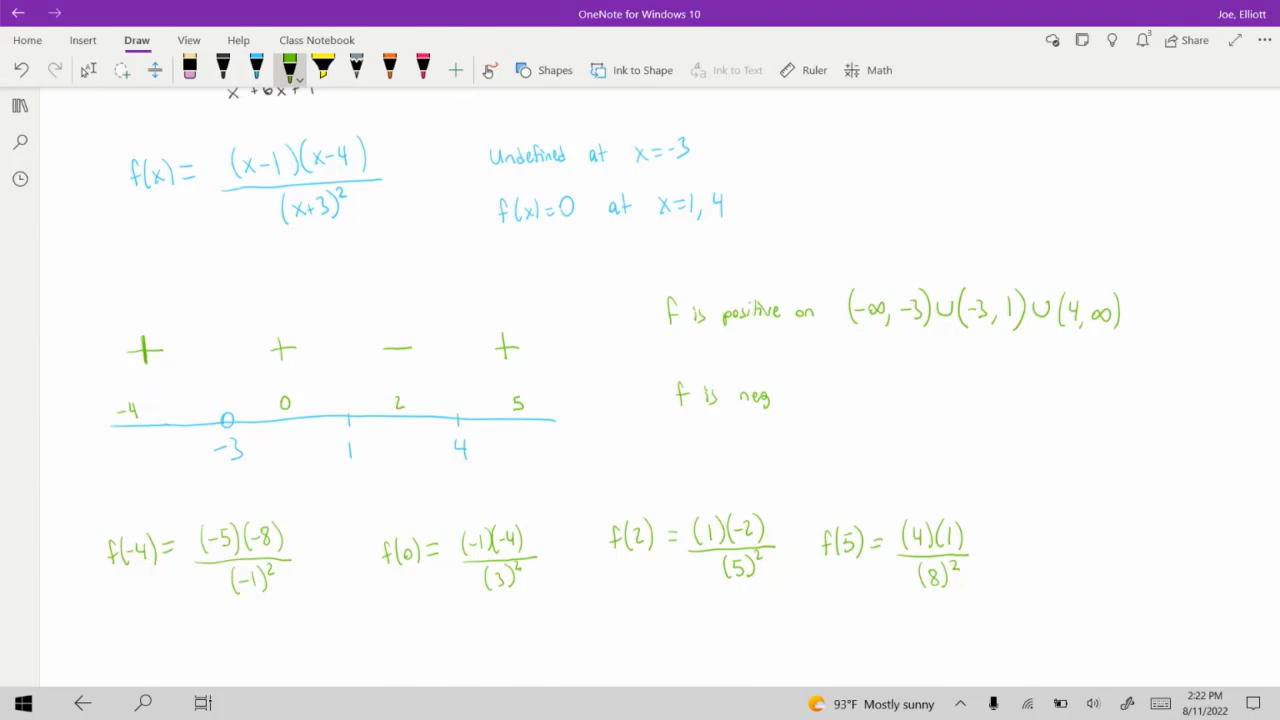 OneNote for Windows 10
Joe, Elliott
Home Insert Draw View Help Class Notebook
Share
Shapes Ink to Shape Ink to Text Ruler Math
f(x)= (x-1)(x-4) / (x+3)²
Undefined at x=-3
f(x)=0 at x=1, 4
f is positive on (-∞, -3)∪(-3, 1)∪(4, ∞)
+ + − +
f is neg
-4 0 2 5
-3 1 4
f(-4)= (-5)(-8) / (-1)²
f(0)= (-1)(-4) / (3)²
f(2) = (1)(-2) / (5)²
f(5)= (4)(1) / (8)²
93°F Mostly sunny
2:22 PM
8/11/2022